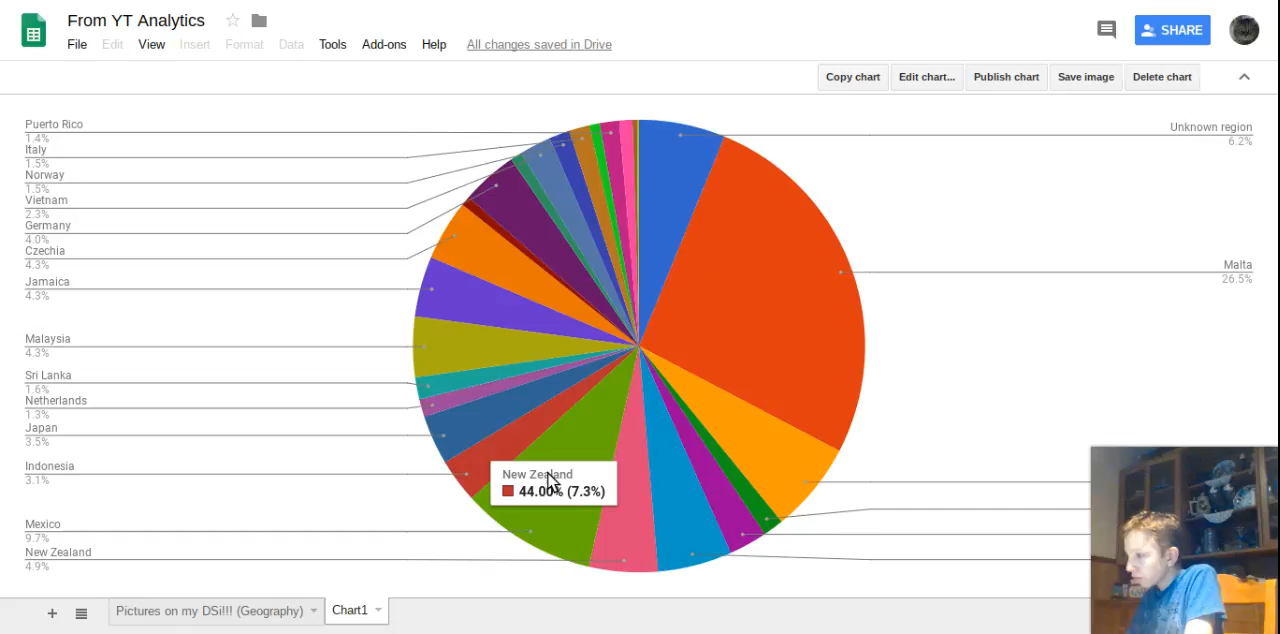 From YT Analytics
File Edit View Insert Format Data Tools Add-ons Help All changes saved in Drive
SHARE
Copy chart Edit chart... Publish chart Save image Delete chart
Puerto Rico
1.4%
Italy
1.5%
Norway
1.5%
Vietnam
2.3%
Germany
4.0%
Czechia
4.3%
Jamaica
4.3%
Malaysia
4.3%
Sri Lanka
1.6%
Netherlands
1.3%
Japan
3.5%
Indonesia
3.1%
Mexico
9.7%
New Zealand
4.9%
Unknown region
6.2%
Malta
26.5%
New Zealand
44.00% (7.3%)
Pictures on my DSi!!! (Geography) Chart1